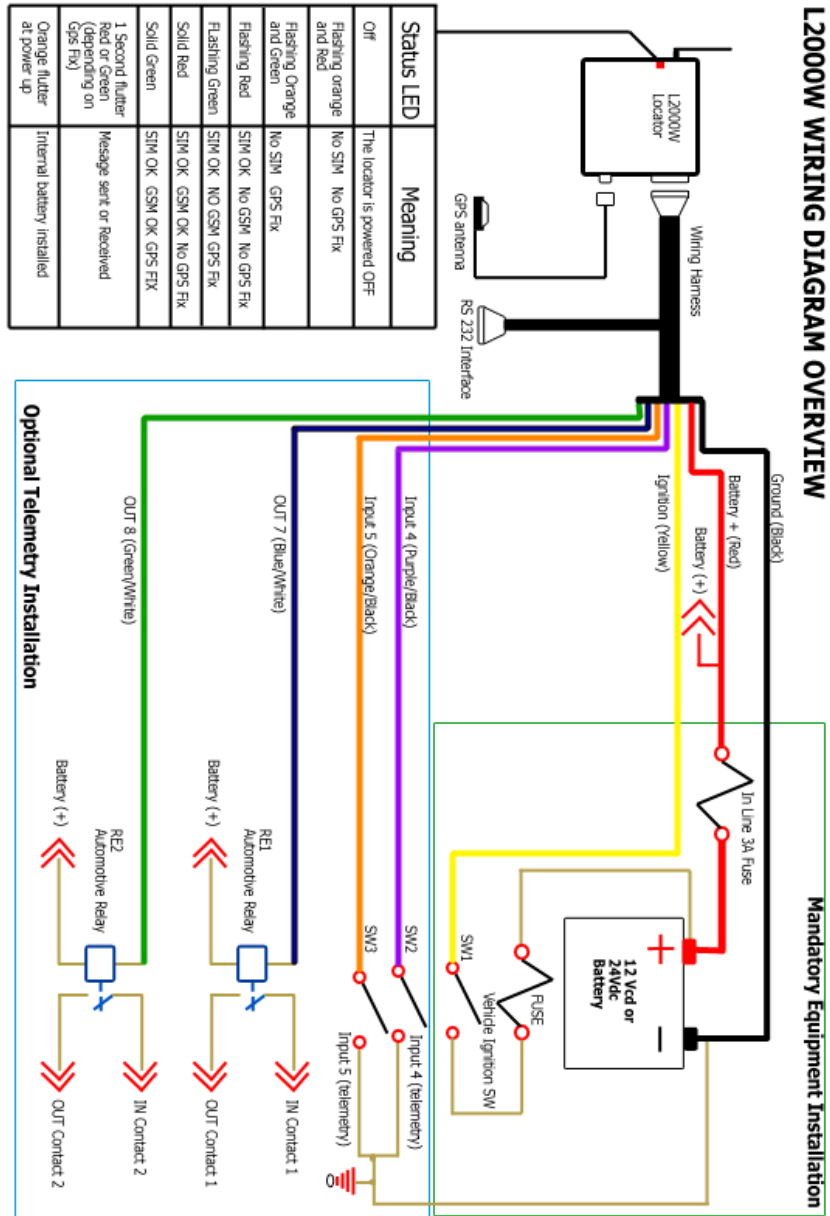 L2000W WIRING DIAGRAM OVERVIEW
L2000W
Locator
GPS antenna
Wiring Harness
RS 232 Interface
Status LED
Meaning
Off
The locator is powered OFF
Flashing orange
and Red
No SIM No GPS Fix
Flashing Orange
and Green
No SIM GPS Fix
Flashing Red
SIM OK No GSM No GPS Fix
FLashing Green
SIM OK NO GSM GPS Fix
Solid Red
SIM OK GSM OK No GPS Fix
Solid Green
SIM OK GSM OK GPS FIX
1 Second flutter
Red or Green
(depending on
Gps Fix)
Mesage sent or Received
Orange flutter
at power up
Internal battery installed
Ground (Black)
Battery + (Red)
Battery (+)
Ignition (Yellow)
Input 4 (Purple/Black)
Input 5 (Orange/Black)
OUT 7 (Blue/White)
OUT 8 (Green/White)
Mandatory Equipment Installation
In Line 3A Fuse
12 Vcd or
24Vdc
Battery
+
−
FUSE
SW1
Vehicle Ignition SW
Optional Telemetry Installation
SW2
Input 4 (telemetry)
SW3
Input 5 (telemetry)
0
RE1
Automotive Relay
Battery (+)
IN Contact 1
OUT Contact 1
RE2
Automotive Relay
Battery (+)
IN Contact 2
OUT Contact 2